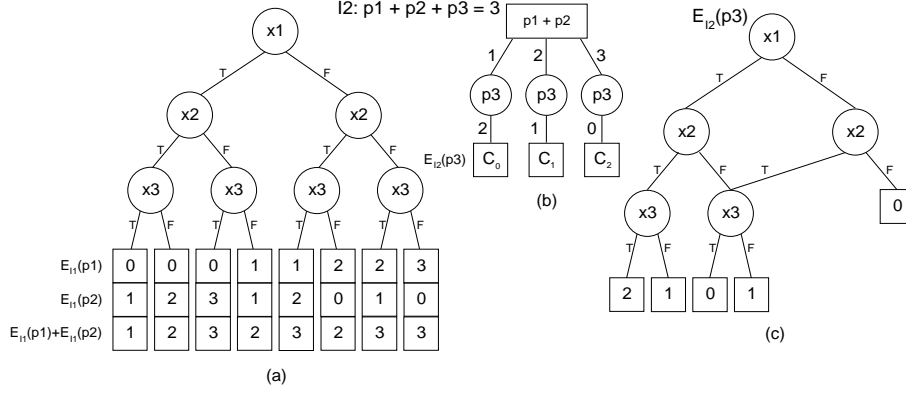 I2: p1 + p2 + p3 = 3
x1
T F
x2 x2
T F T F
x3 x3 x3 x3
T F T F T F T F
E_I1(p1) 0 0 0 1 1 2 2 3
E_I1(p2) 1 2 3 1 2 0 1 0
E_I1(p1)+E_I1(p2) 1 2 3 2 3 2 3 3
(a)
p1 + p2
1 2 3
p3 p3 p3
2 1 0
E_I2(p3) C_0 C_1 C_2
(b)
E_I2(p3)
x1
T F
x2 x2
T F T F
x3 x3 0
T F T F
2 1 0 1
(c)